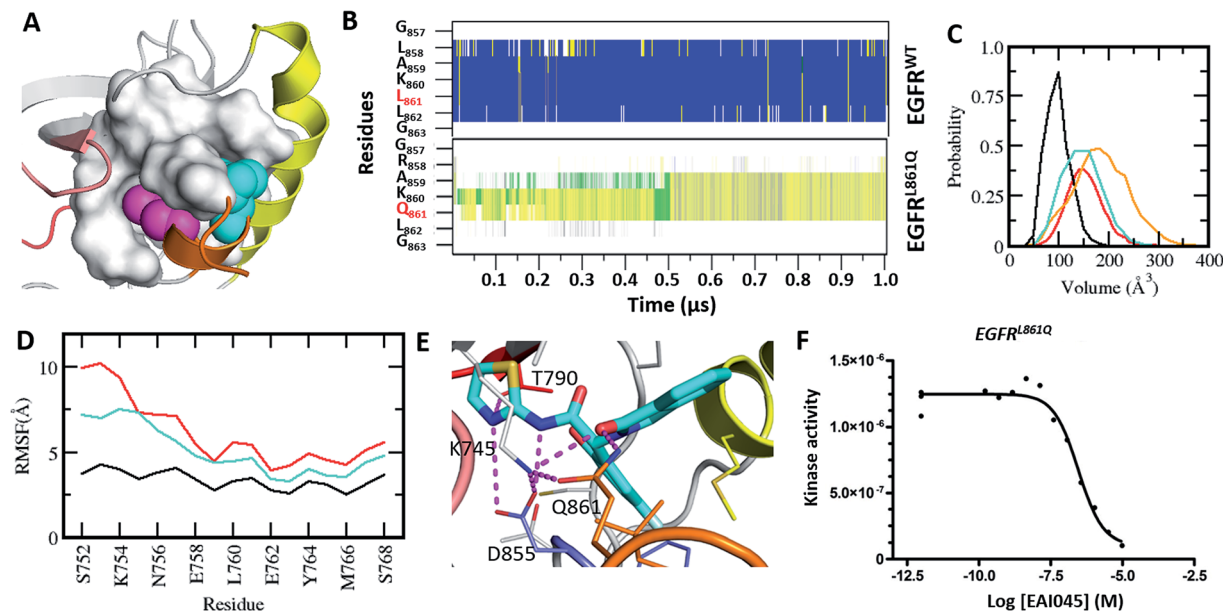 A
B
Residues
G857
L858
A859
K860
L861
L862
G863
EGFRWT
G857
R858
A859
K860
Q861
L862
G863
EGFRL861Q
0.1 0.2 0.3 0.4 0.5 0.6 0.7 0.8 0.9 1.0
Time (µs)
C
Probability
1.0
0.75
0.5
0.25
0
0 100 200 300 400
Volume (Å3)
D
RMSF(Å)
10
5
0
S752 K754 N756 E758 L760 E762 Y764 M766 S768
Residue
E
T790
K745
Q861
D855
F
EGFRL861Q
Kinase activity
1.5×10-6
1.0×10-6
5.0×10-7
0
-12.5 -10.0 -7.5 -5.0 -2.5
Log [EAI045] (M)